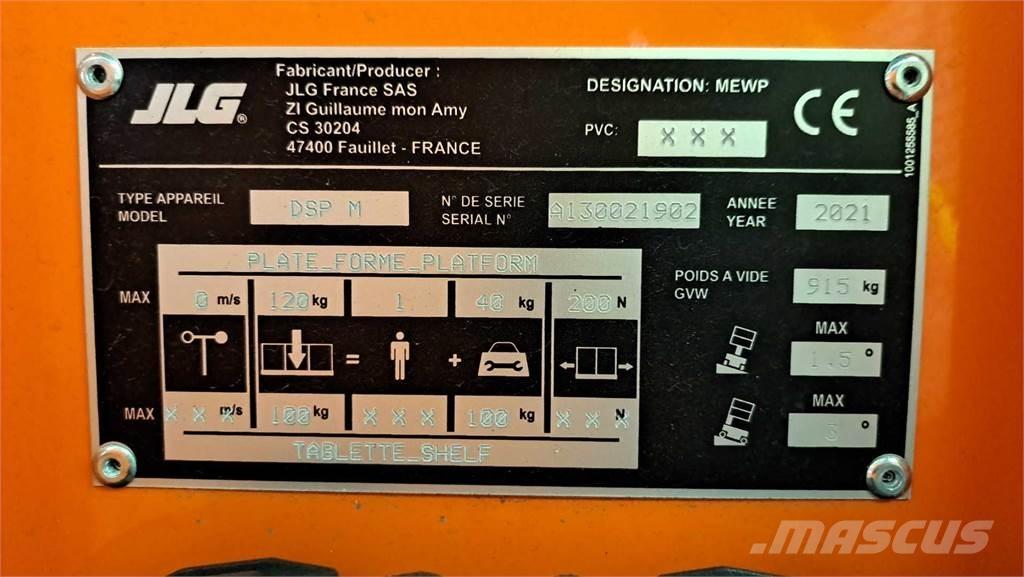 JLG®
Fabricant/Producer :
JLG France SAS
ZI Guillaume mon Amy
CS 30204
47400 Fauillet - FRANCE
DESIGNATION: MEWP
PVC: X X X
CE
1001255585_A
TYPE APPAREIL
MODEL
DSP M
N° DE SERIE
SERIAL N°
A130021902
ANNEE
YEAR
2021
PLATE_FORME_PLATFORM
MAX 0 m/s 120 kg 1 40 kg 200 N
= +
MAX X X X m/s 100 kg X X X 100 kg X X X N
TABLETTE_SHELF
POIDS A VIDE
GVW
915 kg
MAX
1.5 °
MAX
3 °
.MASCUS